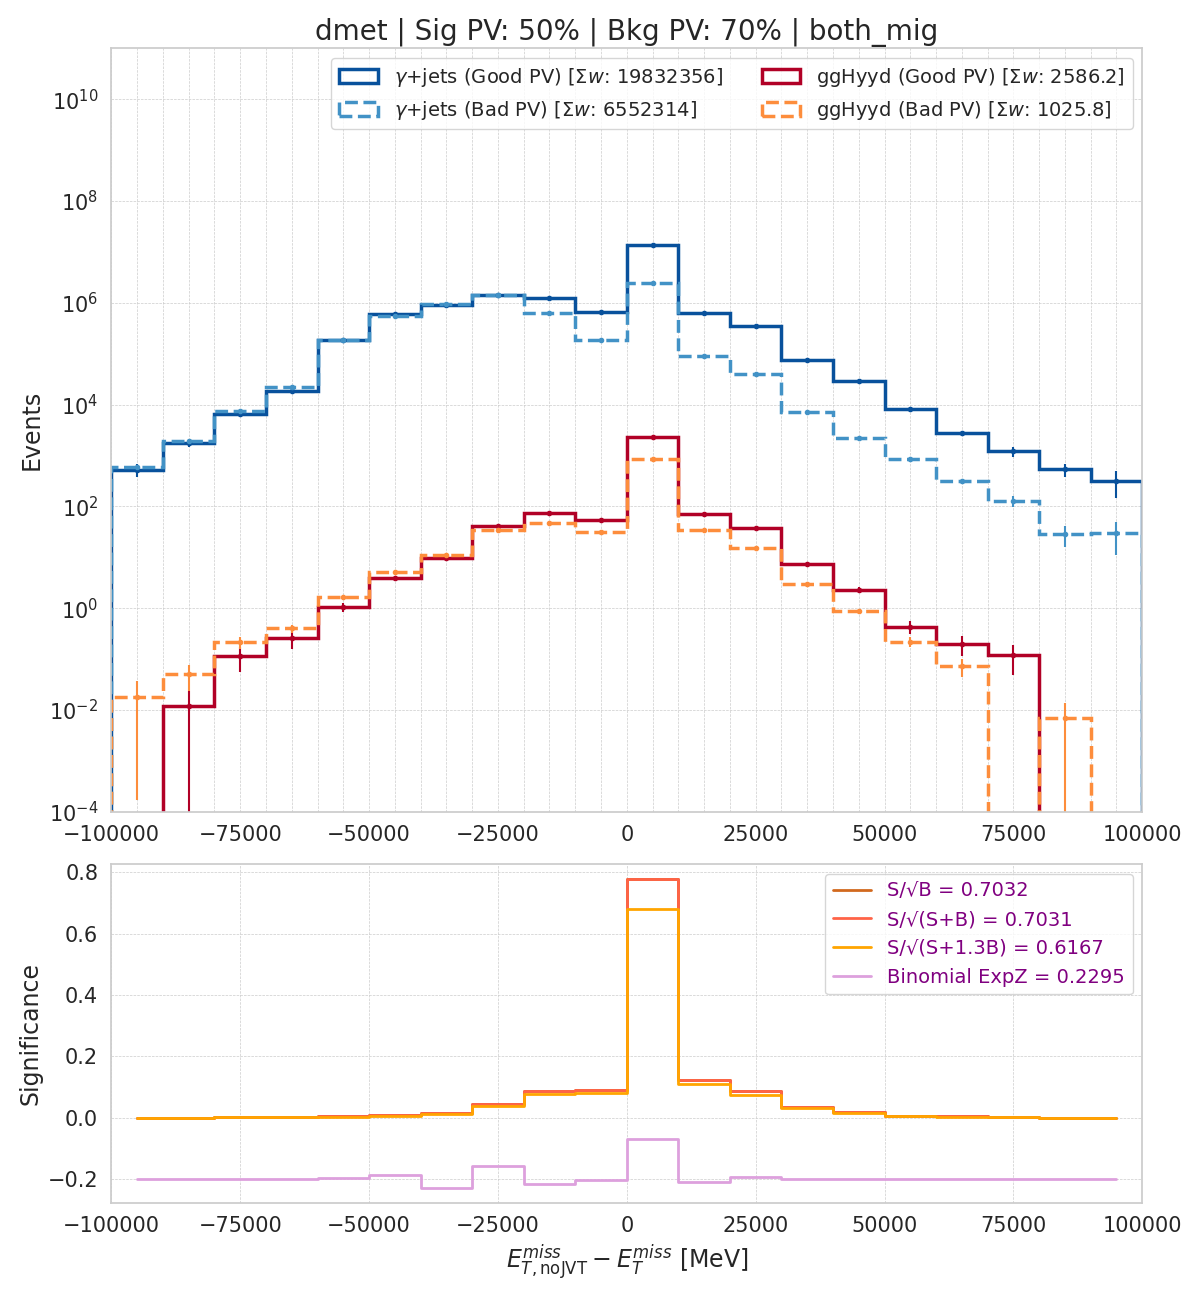 dmet | Sig PV: 50% | Bkg PV: 70% | both_mig
γ+jets (Good PV) [Σw: 19832356]
γ+jets (Bad PV) [Σw: 6552314]
ggHyyd (Good PV) [Σw: 2586.2]
ggHyyd (Bad PV) [Σw: 1025.8]
Events
10^10
10^8
10^6
10^4
10^2
10^0
10^−2
10^−4
−100000 −75000 −50000 −25000 0 25000 50000 75000 100000
S/√B = 0.7032
S/√(S+B) = 0.7031
S/√(S+1.3B) = 0.6167
Binomial ExpZ = 0.2295
Significance
0.8
0.6
0.4
0.2
0.0
−0.2
−100000 −75000 −50000 −25000 0 25000 50000 75000 100000
E_{T,noJVT}^{miss} − E_T^{miss} [MeV]